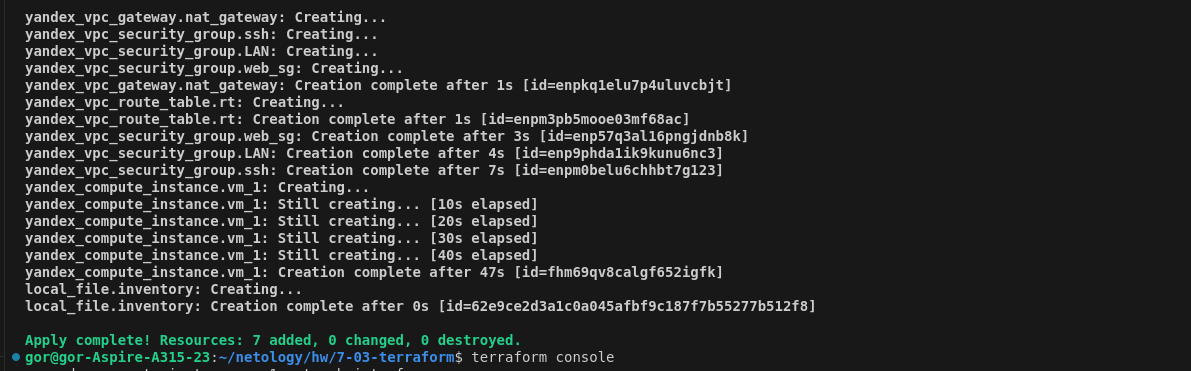 yandex_vpc_gateway.nat_gateway: Creating...
yandex_vpc_security_group.ssh: Creating...
yandex_vpc_security_group.LAN: Creating...
yandex_vpc_security_group.web_sg: Creating...
yandex_vpc_gateway.nat_gateway: Creation complete after 1s [id=enpkq1elu7p4uluvcbjt]
yandex_vpc_route_table.rt: Creating...
yandex_vpc_route_table.rt: Creation complete after 1s [id=enpm3pb5mooe03mf68ac]
yandex_vpc_security_group.web_sg: Creation complete after 3s [id=enp57q3al16pngjdnb8k]
yandex_vpc_security_group.LAN: Creation complete after 4s [id=enp9phda1ik9kunu6nc3]
yandex_vpc_security_group.ssh: Creation complete after 7s [id=enpm0belu6chhbt7g123]
yandex_compute_instance.vm_1: Creating...
yandex_compute_instance.vm_1: Still creating... [10s elapsed]
yandex_compute_instance.vm_1: Still creating... [20s elapsed]
yandex_compute_instance.vm_1: Still creating... [30s elapsed]
yandex_compute_instance.vm_1: Still creating... [40s elapsed]
yandex_compute_instance.vm_1: Creation complete after 47s [id=fhm69qv8calgf652igfk]
local_file.inventory: Creating...
local_file.inventory: Creation complete after 0s [id=62e9ce2d3a1c0a045afbf9c187f7b55277b512f8]
Apply complete! Resources: 7 added, 0 changed, 0 destroyed.
gor@gor-Aspire-A315-23:~/netology/hw/7-03-terraform$ terraform console